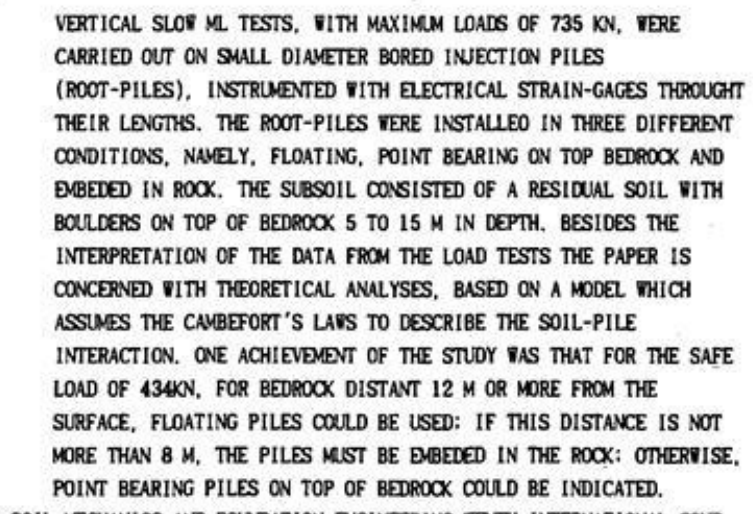 VERTICAL SLOW ML TESTS, WITH MAXIMUM LOADS OF 735 KN, WERE
CARRIED OUT ON SMALL DIAMETER BORED INJECTION PILES
(ROOT-PILES), INSTRUMENTED WITH ELECTRICAL STRAIN-GAGES THROUGHT
THEIR LENGTHS. THE ROOT-PILES WERE INSTALLEO IN THREE DIFFERENT
CONDITIONS, NAMELY, FLOATING, POINT BEARING ON TOP BEDROCK AND
EMBEDED IN ROCK. THE SUBSOIL CONSISTED OF A RESIDUAL SOIL WITH
BOULDERS ON TOP OF BEDROCK 5 TO 15 M IN DEPTH. BESIDES THE
INTERPRETATION OF THE DATA FROM THE LOAD TESTS THE PAPER IS
CONCERNED WITH THEORETICAL ANALYSES, BASED ON A MODEL WHICH
ASSUMES THE CAMBEFORT'S LAWS TO DESCRIBE THE SOIL-PILE
INTERACTION. ONE ACHIEVEMENT OF THE STUDY WAS THAT FOR THE SAFE
LOAD OF 434KN, FOR BEDROCK DISTANT 12 M OR MORE FROM THE
SURFACE, FLOATING PILES COULD BE USED: IF THIS DISTANCE IS NOT
MORE THAN 8 M, THE PILES MUST BE EMBEDED IN THE ROCK: OTHERWISE,
POINT BEARING PILES ON TOP OF BEDROCK COULD BE INDICATED.